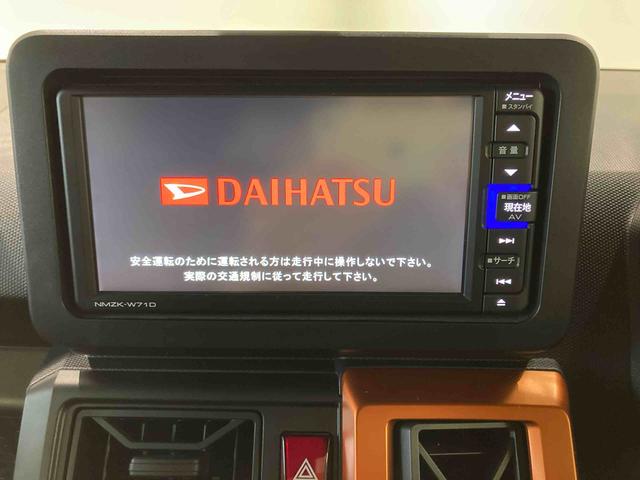 DAIHATSU
安全運転のために運転される方は走行中に操作しないで下さい。
実際の交通規制に従って走行して下さい。
NMZK-W71D
メニュー
スタンバイ
音量
画面OFF
現在地
AV
サーチ